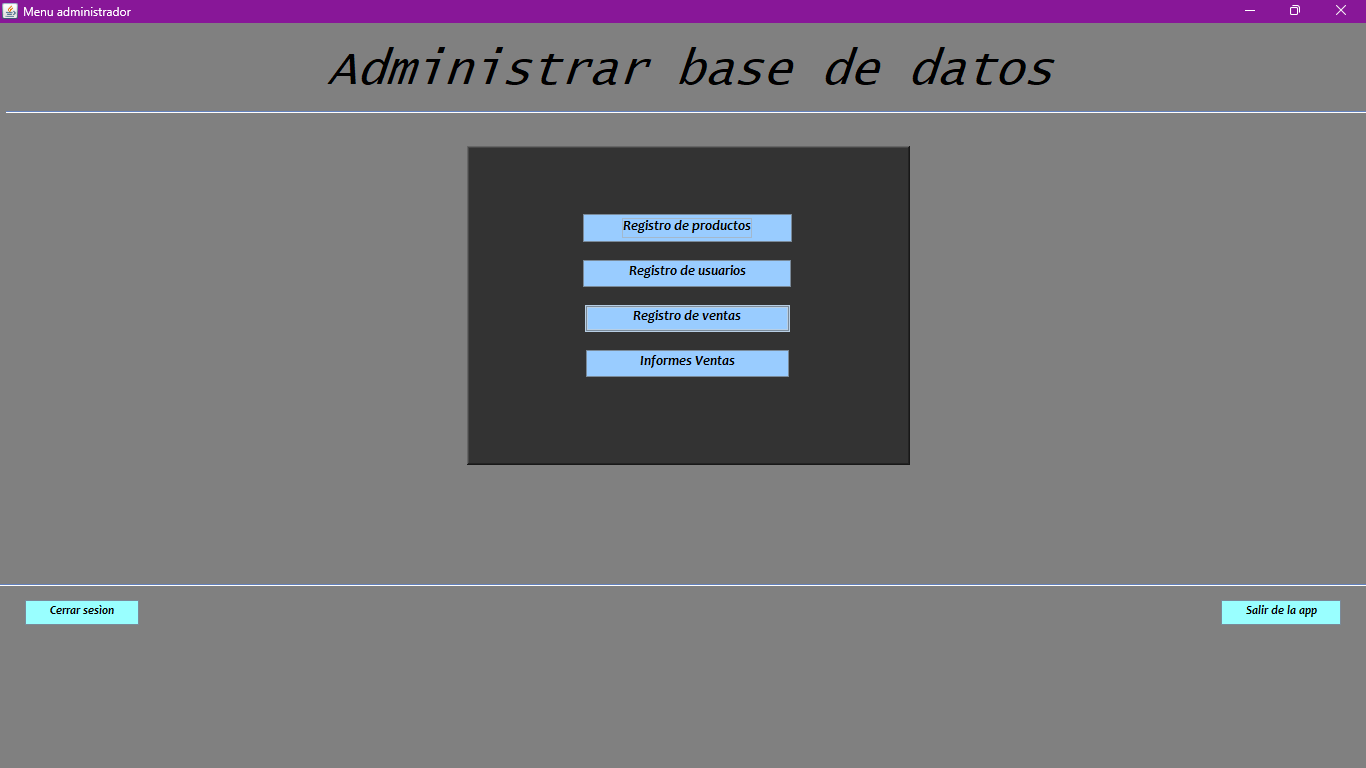 Menu administrador
Administrar base de datos
Registro de productos
Registro de usuarios
Registro de ventas
Informes Ventas
Cerrar sesion
Salir de la app